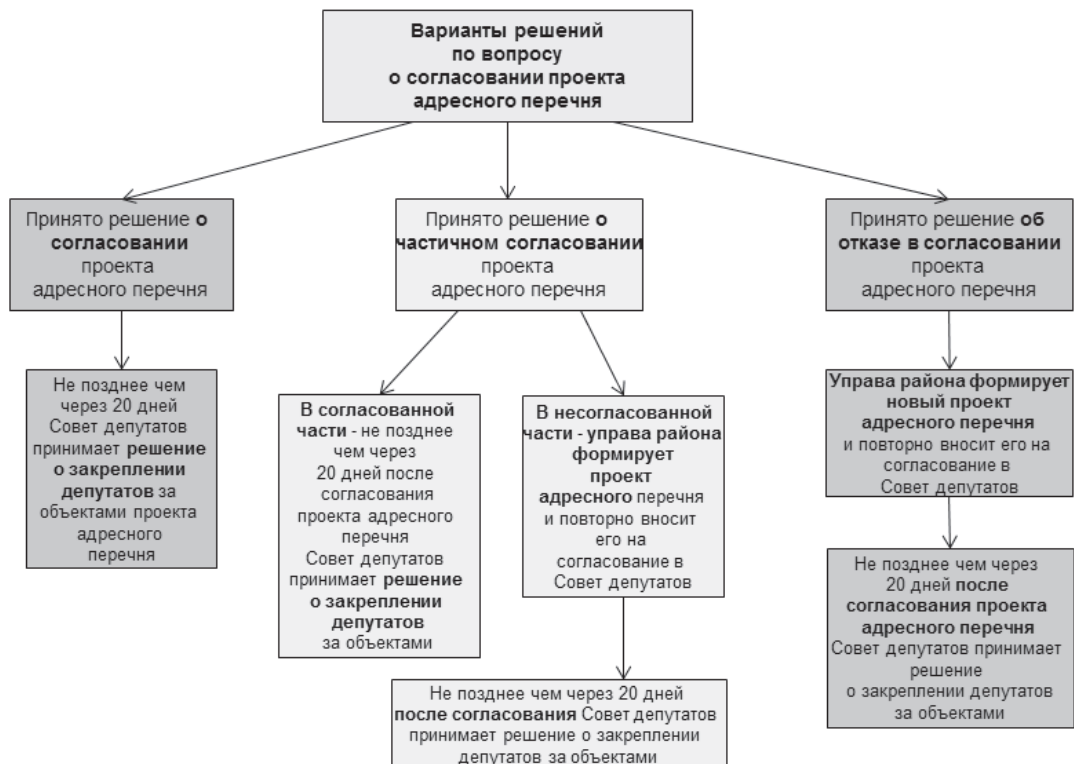 Варианты решений
по вопросу
о согласовании проекта
адресного перечня
Принято решение о
согласовании
проекта
адресного перечня
Принято решение о
частичном согласовании
проекта
адресного перечня
Принято решение об
отказе в согласовании
проекта
адресного перечня
Не позднее чем
через 20 дней
Совет депутатов
принимает решение
о закреплении
депутатов за
объектами проекта
адресного
перечня
В согласованной
части - не позднее
чем через
20 дней после
согласования
проекта адресного
перечня
Совет депутатов
принимает решение
о закреплении
депутатов
за объектами
В несогласованной
части - управа района
формирует
проект
адресного перечня
и повторно вносит
его на
согласование в
Совет депутатов
Не позднее чем через 20 дней
после согласования Совет депутатов
принимает решение о закреплении
депутатов за объектами
Управа района формирует
новый проект
адресного перечня
и повторно вносит его на
согласование в
Совет депутатов
Не позднее чем через
20 дней после
согласования проекта
адресного перечня
Совет депутатов принимает
решение
о закреплении депутатов
за объектами